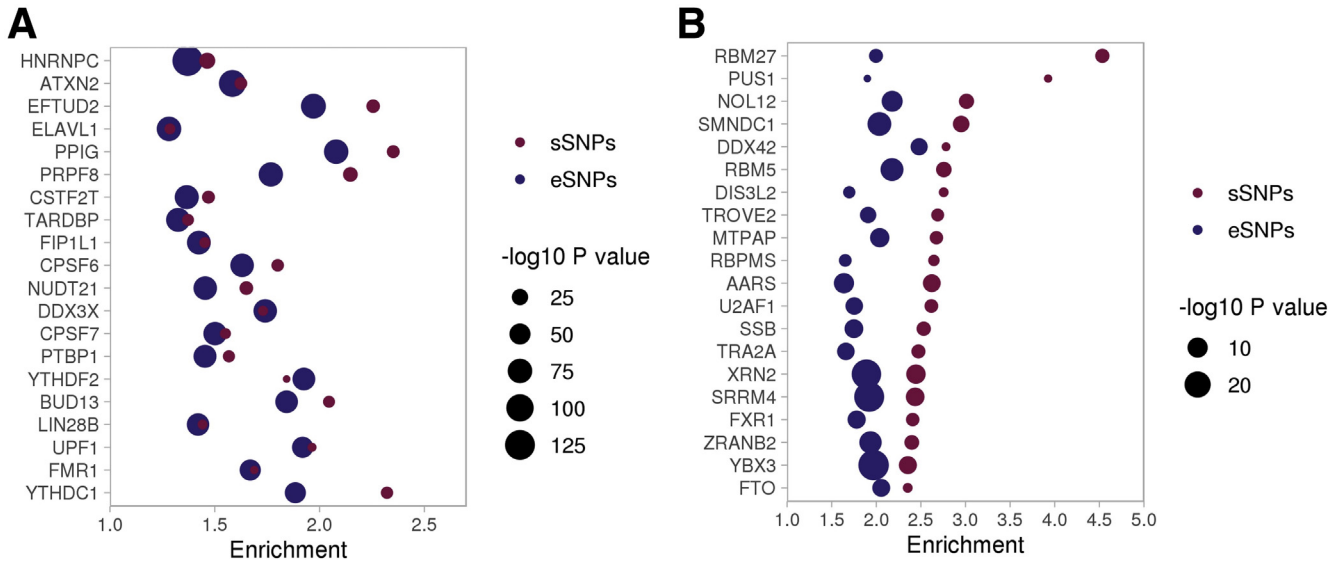 A
HNRNPC
ATXN2
EFTUD2
ELAVL1
PPIG
PRPF8
CSTF2T
TARDBP
FIP1L1
CPSF6
NUDT21
DDX3X
CPSF7
PTBP1
YTHDF2
BUD13
LIN28B
UPF1
FMR1
YTHDC1
1.0 1.5 2.0 2.5
Enrichment
sSNPs
eSNPs
-log10 P value
25
50
75
100
125
B
RBM27
PUS1
NOL12
SMNDC1
DDX42
RBM5
DIS3L2
TROVE2
MTPAP
RBPMS
AARS
U2AF1
SSB
TRA2A
XRN2
SRRM4
FXR1
ZRANB2
YBX3
FTO
1.0 1.5 2.0 2.5 3.0 3.5 4.0 4.5 5.0
Enrichment
sSNPs
eSNPs
-log10 P value
10
20